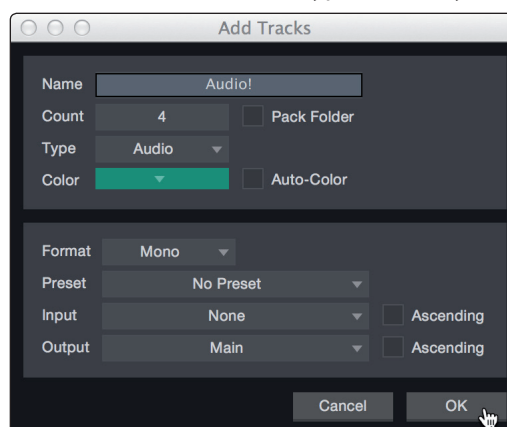 Add Tracks
Name Audio!
Count 4 Pack Folder
Type Audio
Color Auto-Color
Format Mono
Preset No Preset
Input None Ascending
Output Main Ascending
Cancel OK